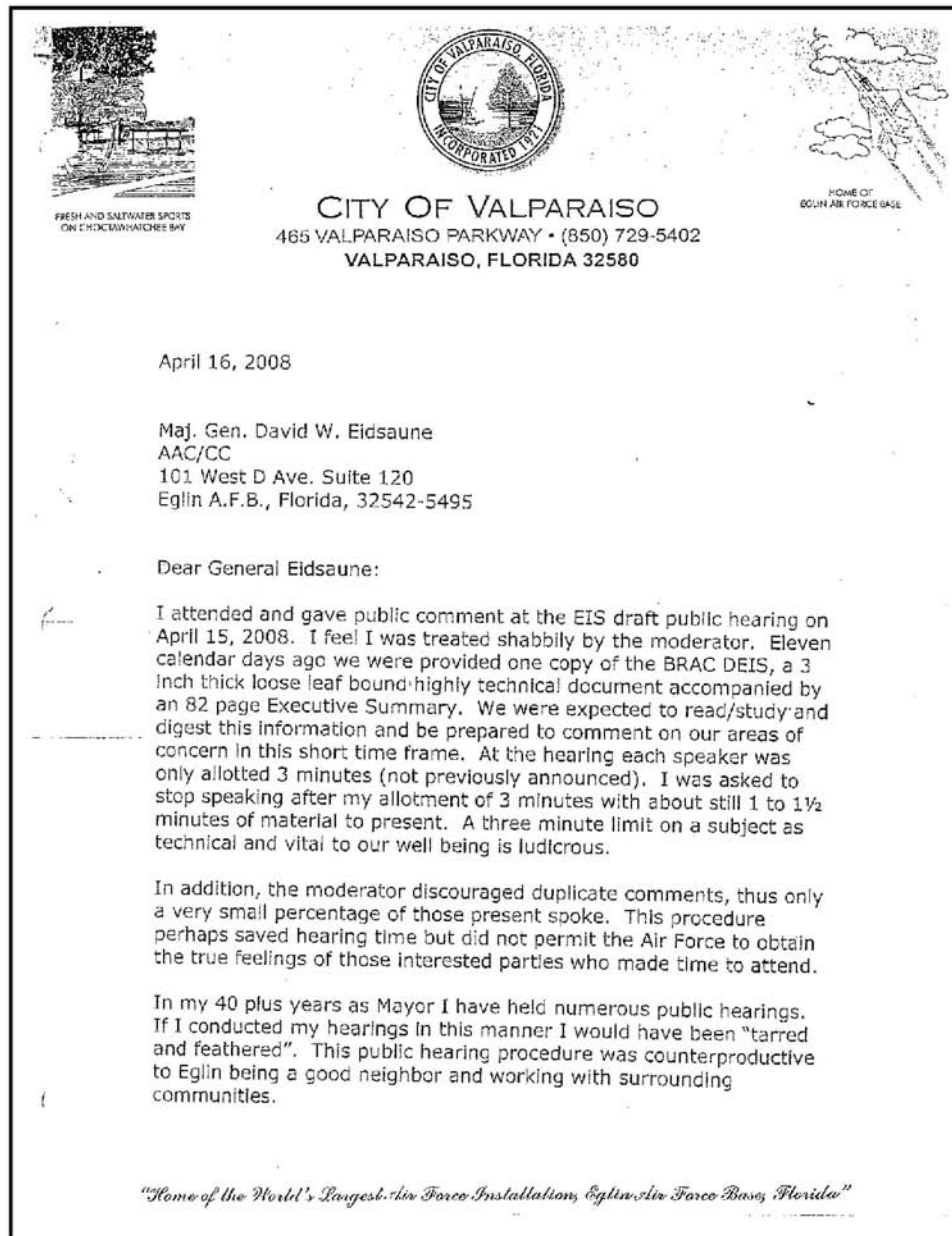 CITY OF VALPARAISO, FLORIDA
INCORPORATED 1921
FRESH AND SALTWATER SPORTS
ON CHOCTAWHATCHEE BAY
HOME OF
EGLIN AIR FORCE BASE
CITY OF VALPARAISO
465 VALPARAISO PARKWAY • (850) 729-5402
VALPARAISO, FLORIDA 32580
April 16, 2008
Maj. Gen. David W. Eidsaune
AAC/CC
101 West D Ave. Suite 120
Eglin A.F.B., Florida, 32542-5495
Dear General Eidsaune:
I attended and gave public comment at the EIS draft public hearing on
April 15, 2008. I feel I was treated shabbily by the moderator. Eleven
calendar days ago we were provided one copy of the BRAC DEIS, a 3
inch thick loose leaf bound highly technical document accompanied by
an 82 page Executive Summary. We were expected to read/study and
digest this information and be prepared to comment on our areas of
concern in this short time frame. At the hearing each speaker was
only allotted 3 minutes (not previously announced). I was asked to
stop speaking after my allotment of 3 minutes with about still 1 to 1½
minutes of material to present. A three minute limit on a subject as
technical and vital to our well being is ludicrous.
In addition, the moderator discouraged duplicate comments, thus only
a very small percentage of those present spoke. This procedure
perhaps saved hearing time but did not permit the Air Force to obtain
the true feelings of those interested parties who made time to attend.
In my 40 plus years as Mayor I have held numerous public hearings.
If I conducted my hearings in this manner I would have been "tarred
and feathered". This public hearing procedure was counterproductive
to Eglin being a good neighbor and working with surrounding
communities.
"Home of the World's Largest Air Force Installation, Eglin Air Force Base, Florida"